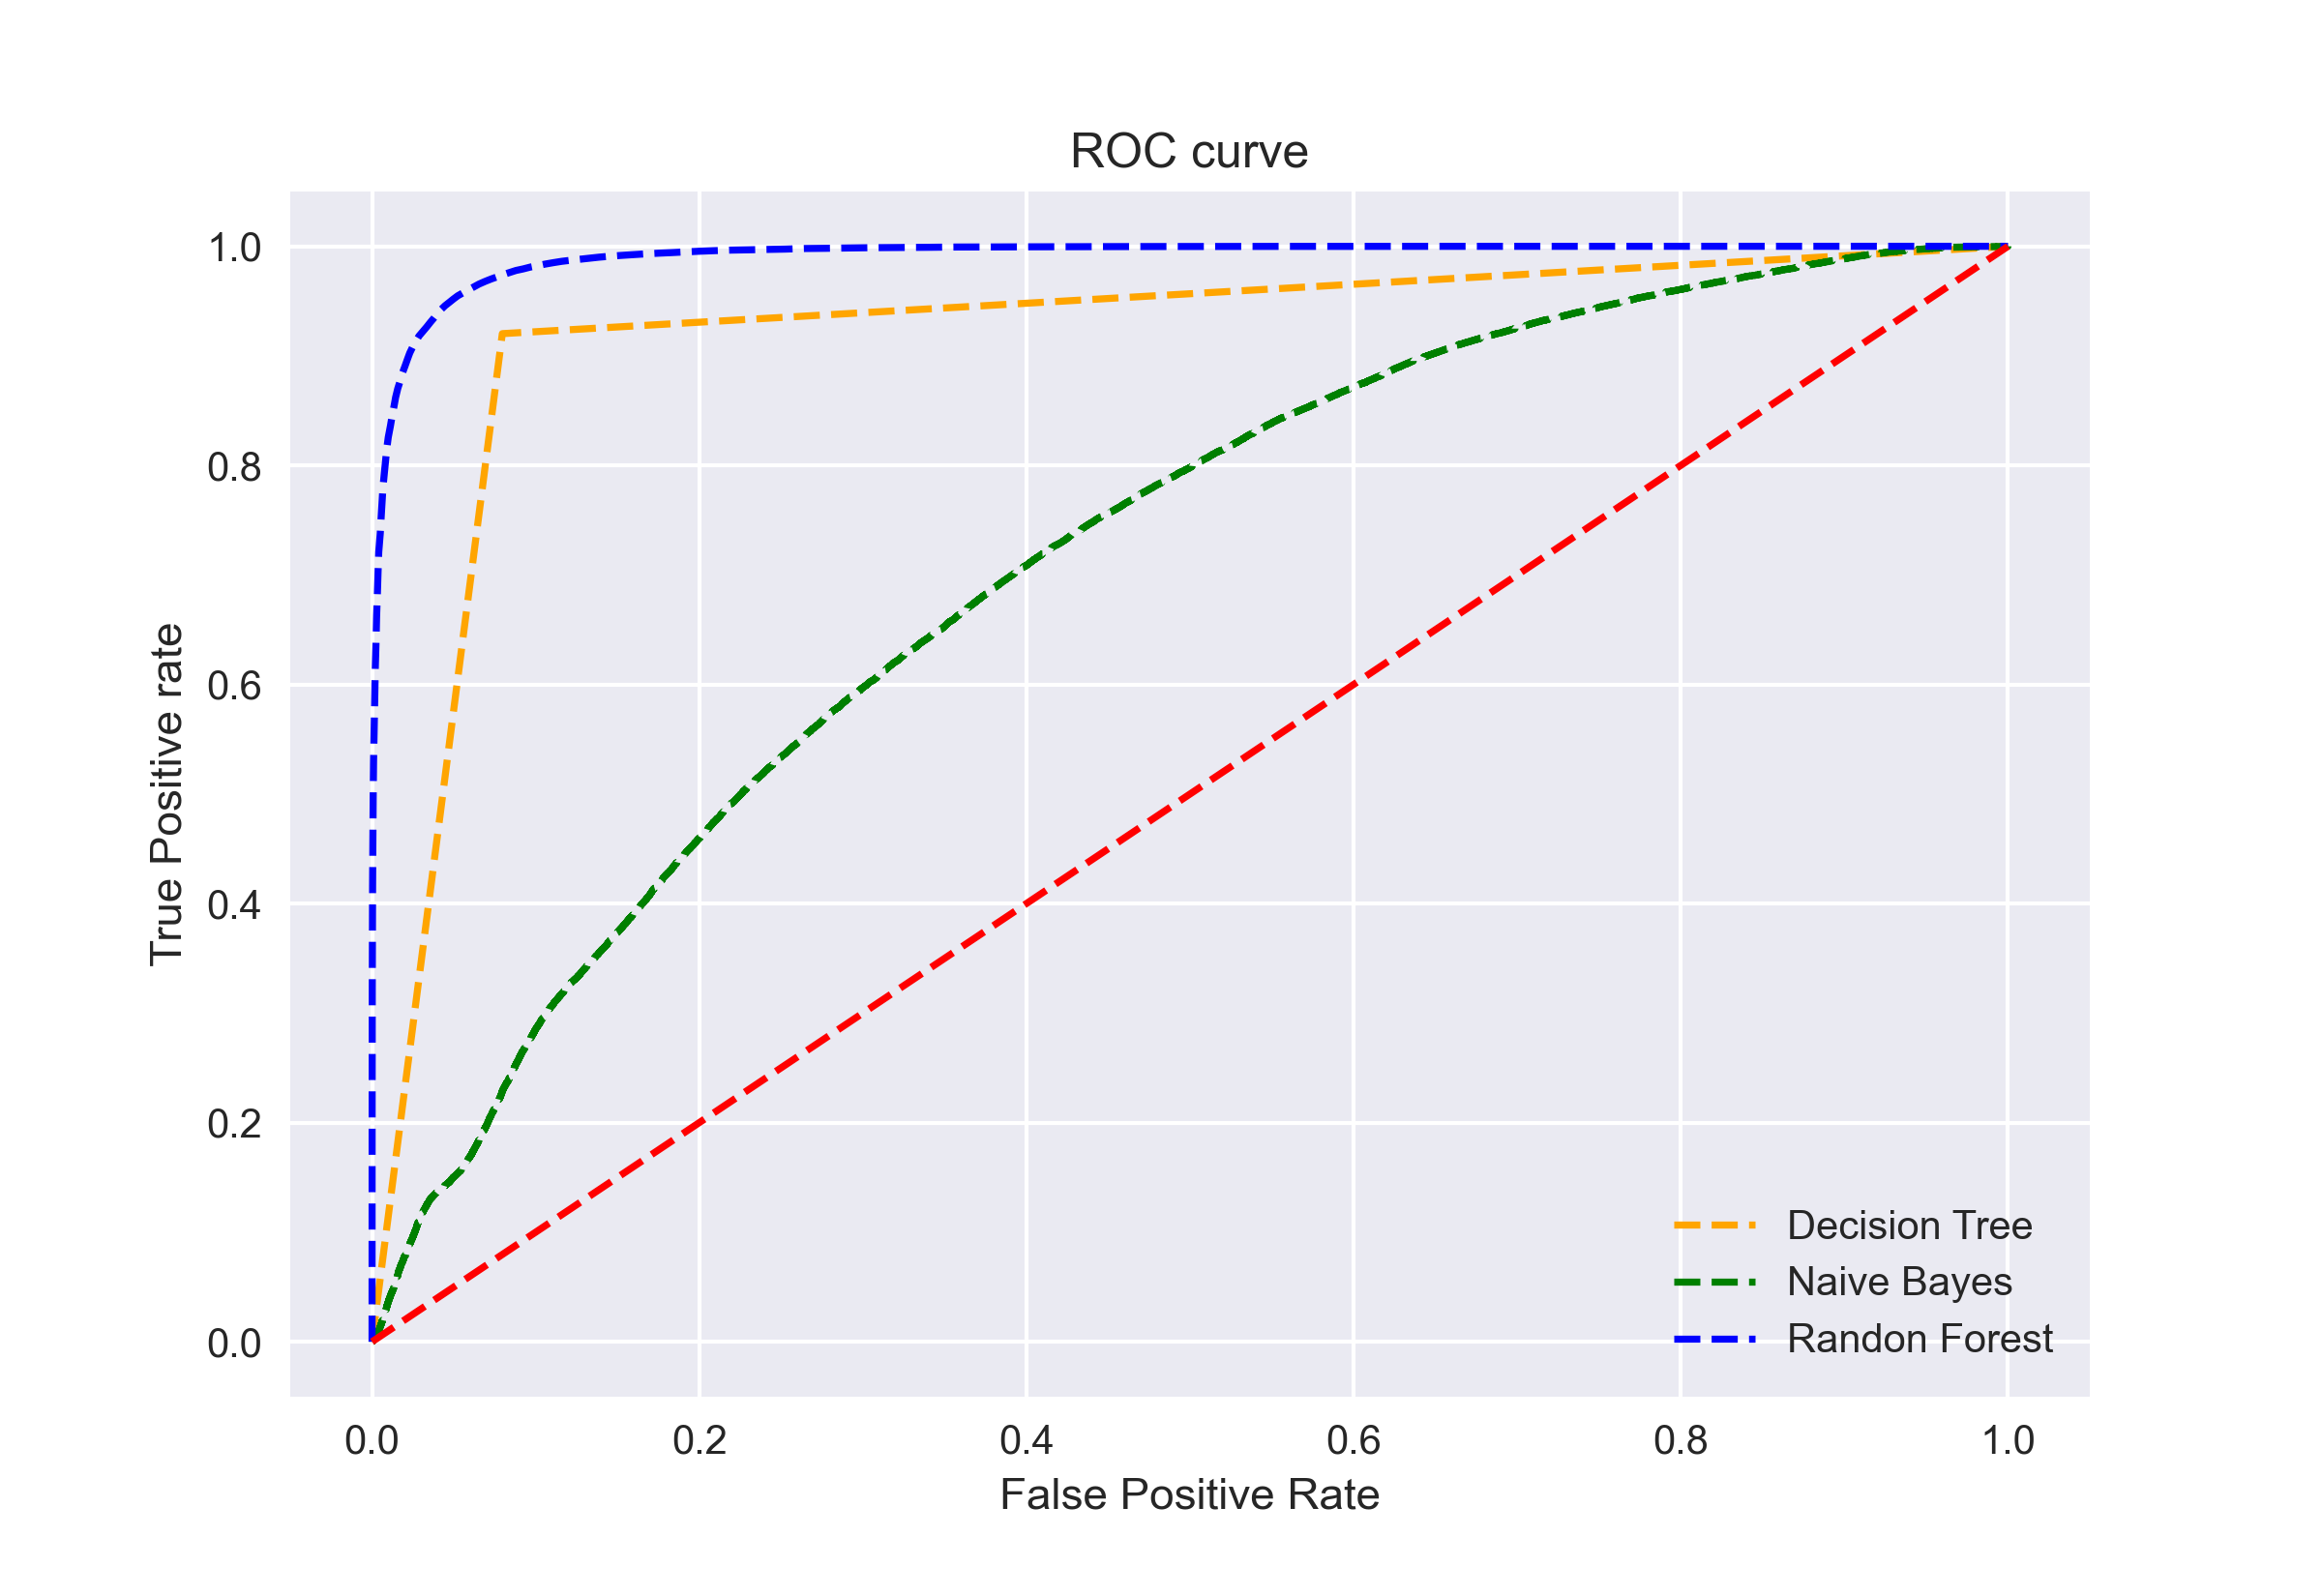 ROC curve
1.0
0.8
0.6
0.4
0.2
0.0
True Positive rate
Decision Tree
Naive Bayes
Randon Forest
0.0 0.2 0.4 0.6 0.8 1.0
False Positive Rate